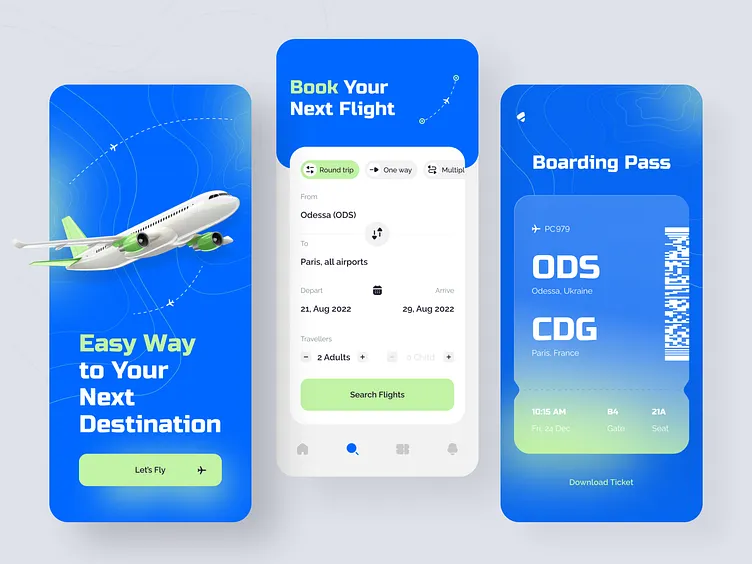 Easy Way
to Your
Next
Destination
Let's Fly
Book Your
Next Flight
Round trip
One way
Multipl
From
Odessa (ODS)
To
Paris, all airports
Depart
Arrive
21, Aug 2022
29, Aug 2022
Travellers
2 Adults
0 Child
Search Flights
Boarding Pass
PC979
ODS
Odessa, Ukraine
CDG
Paris, France
10:15 AM
B4
21A
Fri, 24 Dec
Gate
Seat
Download Ticket